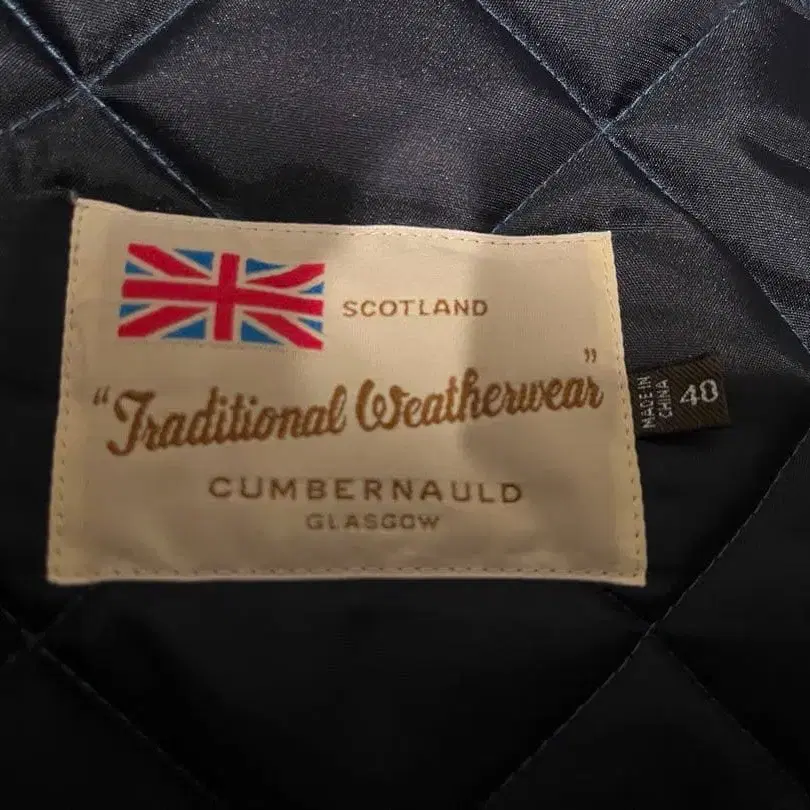 SCOTLAND
"Traditional Weatherwear"
CUMBERNAULD
GLASGOW
MADE IN
CHINA
40